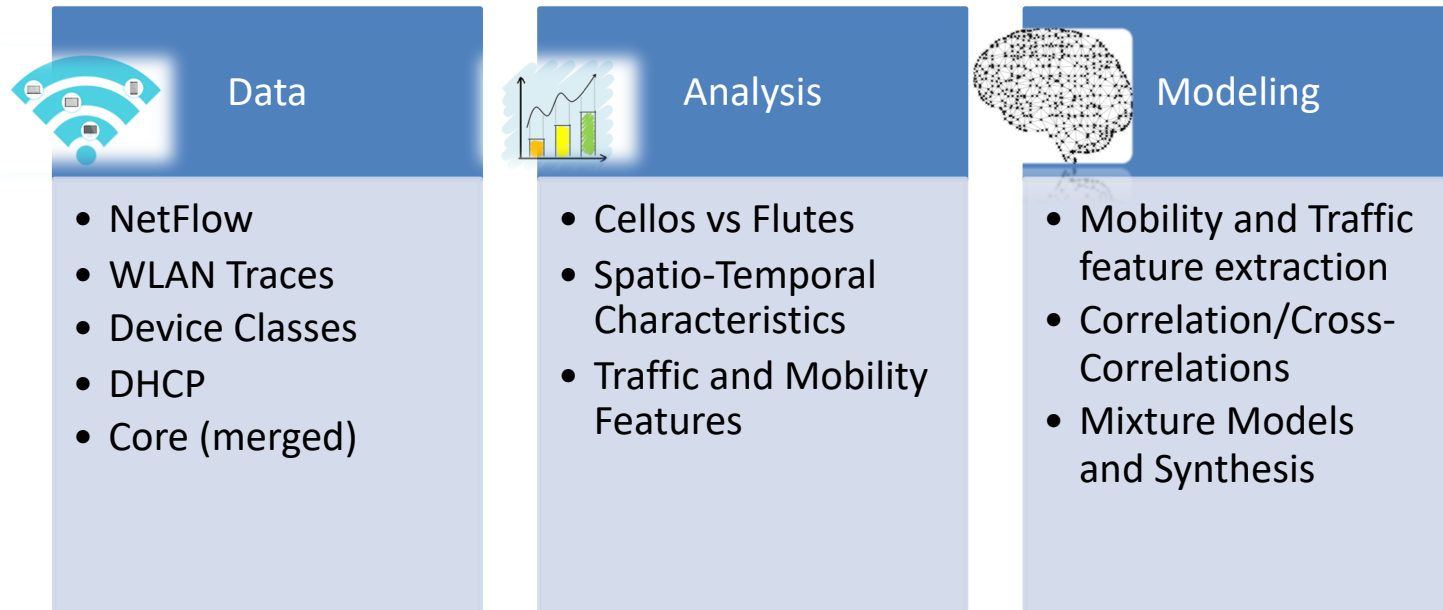 Data
• NetFlow
• WLAN Traces
• Device Classes
• DHCP
• Core (merged)
Analysis
• Cellos vs Flutes
• Spatio-Temporal
Characteristics
• Traffic and Mobility
Features
Modeling
• Mobility and Traffic
feature extraction
• Correlation/Cross-
Correlations
• Mixture Models
and Synthesis